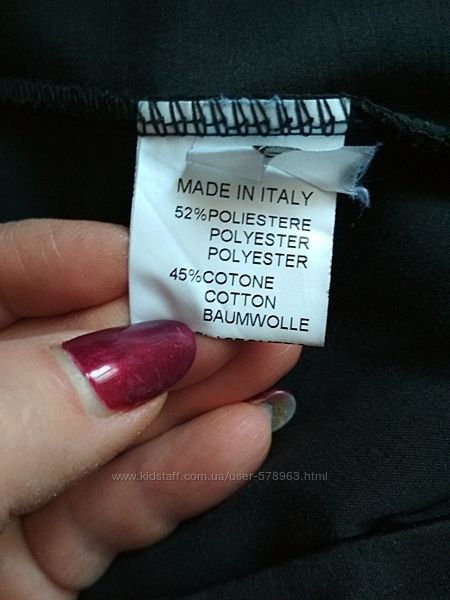 MADE IN ITALY
52%POLIESTERE
POLYESTER
POLYESTER
45%COTONE
COTTON
BAUMWOLLE
www.kidstaff.com.ua/user-578963.html